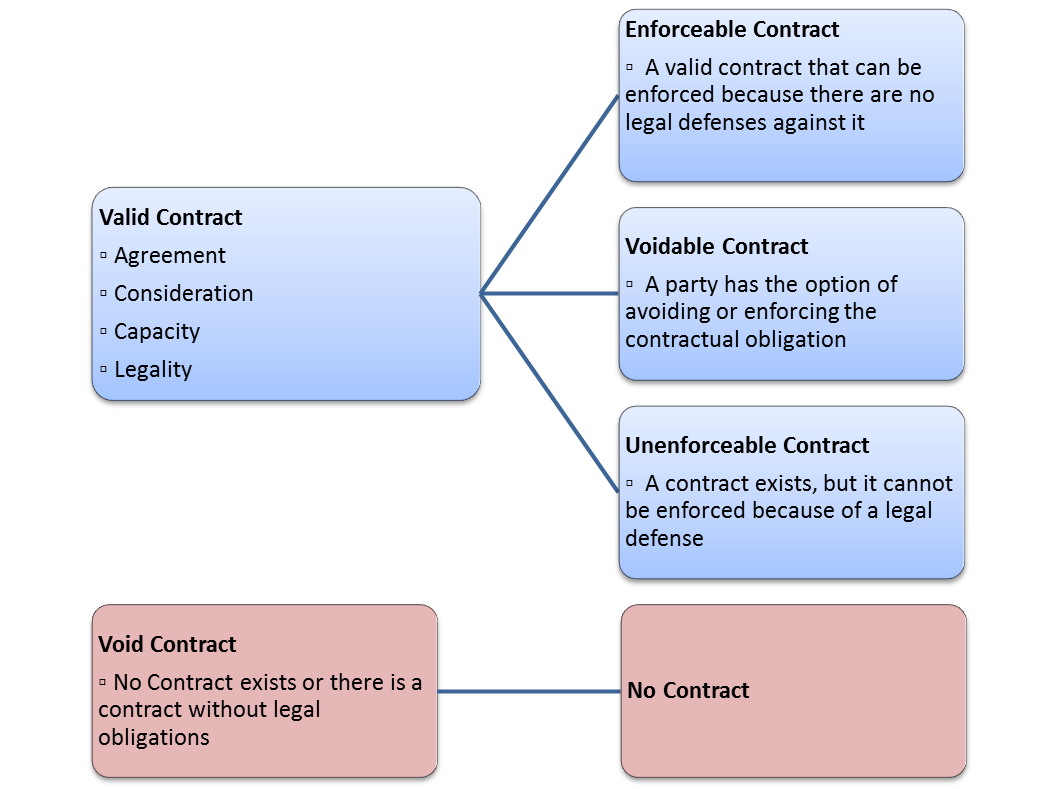 Enforceable Contract
▫ A valid contract that can be
enforced because there are no
legal defenses against it
Valid Contract
▫ Agreement
▫ Consideration
▫ Capacity
▫ Legality
Voidable Contract
▫ A party has the option of
avoiding or enforcing the
contractual obligation
Unenforceable Contract
▫ A contract exists, but it cannot
be enforced because of a legal
defense
Void Contract
▫ No Contract exists or there is a
contract without legal
obligations
No Contract